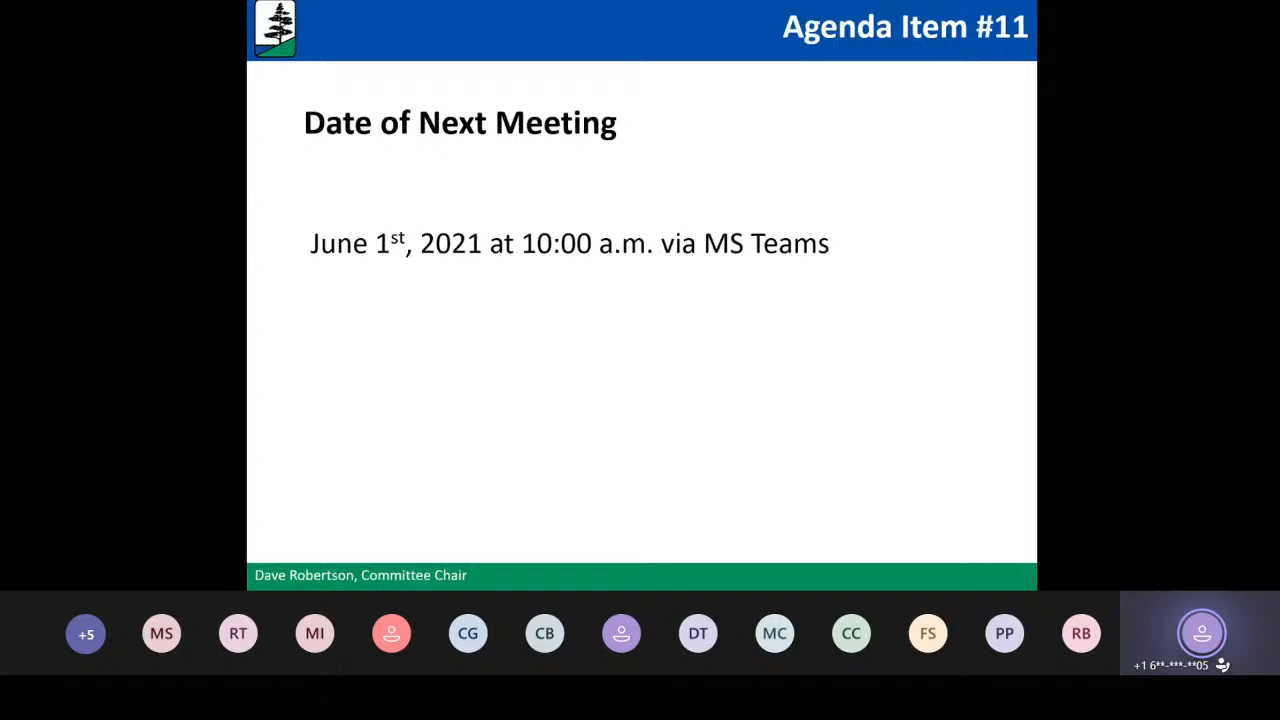 Agenda Item #11
Date of Next Meeting
June 1st, 2021 at 10:00 a.m. via MS Teams
Dave Robertson, Committee Chair
+5 MS RT MI CG CB DT MC CC FS PP RB
+1 6**-***-**05